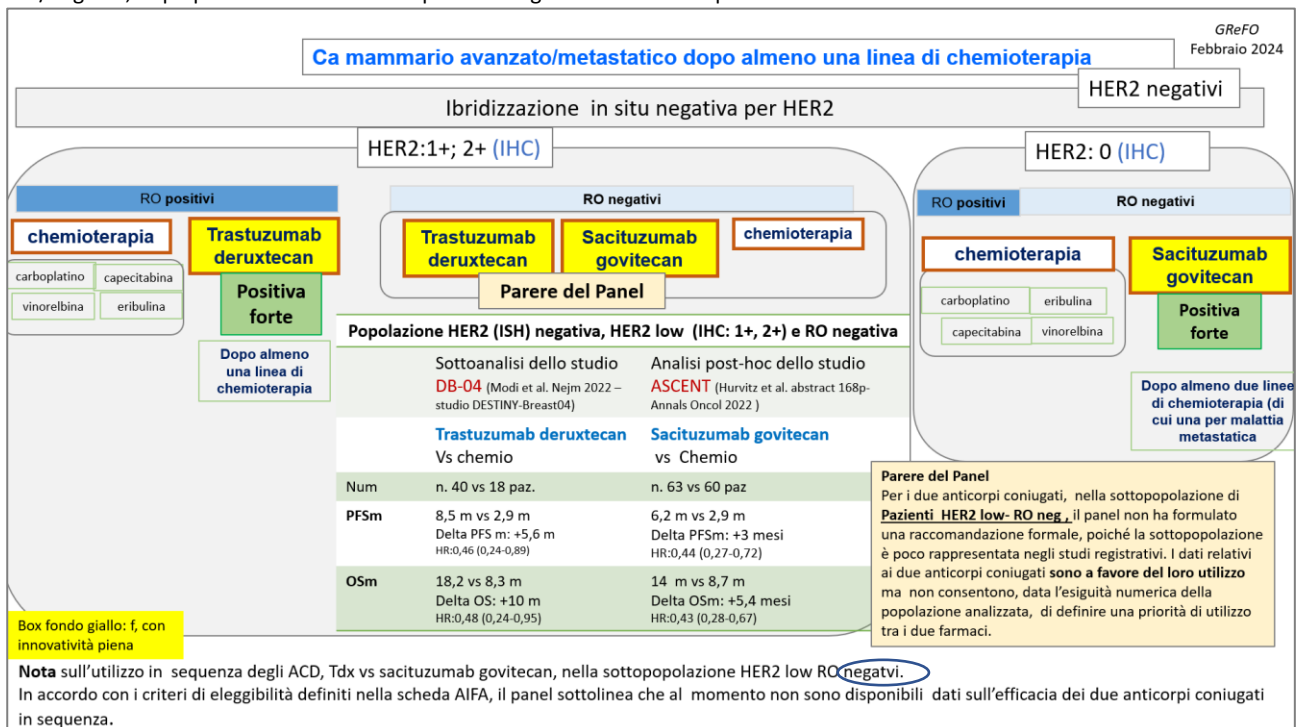 GReFO
Febbraio 2024
Ca mammario avanzato/metastatico dopo almeno una linea di chemioterapia
HER2 negativi
Ibridizzazione in situ negativa per HER2
HER2:1+; 2+ (IHC)
RO positivi
chemioterapia
carboplatino
capecitabina
vinorelbina
eribulina
Trastuzumab
deruxtecan
Positiva
forte
Dopo almeno
una linea di
chemioterapia
RO negativi
Trastuzumab
deruxtecan
Sacituzumab
govitecan
chemioterapia
Parere del Panel
Popolazione HER2 (ISH) negativa, HER2 low (IHC: 1+, 2+) e RO negativa
Sottoanalisi dello studio
DB-04 (Modi et al. Nejm 2022 –
studio DESTINY-Breast04)
Analisi post-hoc dello studio
ASCENT (Hurvitz et al. abstract 168p-
Annals Oncol 2022 )
Trastuzumab deruxtecan
Vs chemio
Sacituzumab govitecan
vs Chemio
Num
n. 40 vs 18 paz.
n. 63 vs 60 paz
PFSm
8,5 m vs 2,9 m
Delta PFS m: +5,6 m
HR:0,46 (0,24-0,89)
6,2 m vs 2,9 m
Delta PFSm: +3 mesi
HR:0,44 (0,27-0,72)
OSm
18,2 vs 8,3 m
Delta OS: +10 m
HR:0,48 (0,24-0,95)
14 m vs 8,7 m
Delta OSm: +5,4 mesi
HR:0,43 (0,28-0,67)
HER2: 0 (IHC)
RO positivi
RO negativi
chemioterapia
carboplatino
eribulina
capecitabina
vinorelbina
Sacituzumab
govitecan
Positiva
forte
Dopo almeno due linee
di chemioterapia (di
cui una per malattia
metastatica
Parere del Panel
Per i due anticorpi coniugati, nella sottopopolazione di
Pazienti HER2 low- RO neg , il panel non ha formulato
una raccomandazione formale, poiché la sottopopolazione
è poco rappresentata negli studi registrativi. I dati relativi
ai due anticorpi coniugati sono a favore del loro utilizzo
ma non consentono, data l'esiguità numerica della
popolazione analizzata, di definire una priorità di utilizzo
tra i due farmaci.
Box fondo giallo: f, con
innovatività piena
Nota sull'utilizzo in sequenza degli ACD, Tdx vs sacituzumab govitecan, nella sottopopolazione HER2 low RO negatvi.
In accordo con i criteri di eleggibilità definiti nella scheda AIFA, il panel sottolinea che al momento non sono disponibili dati sull'efficacia dei due anticorpi coniugati
in sequenza.